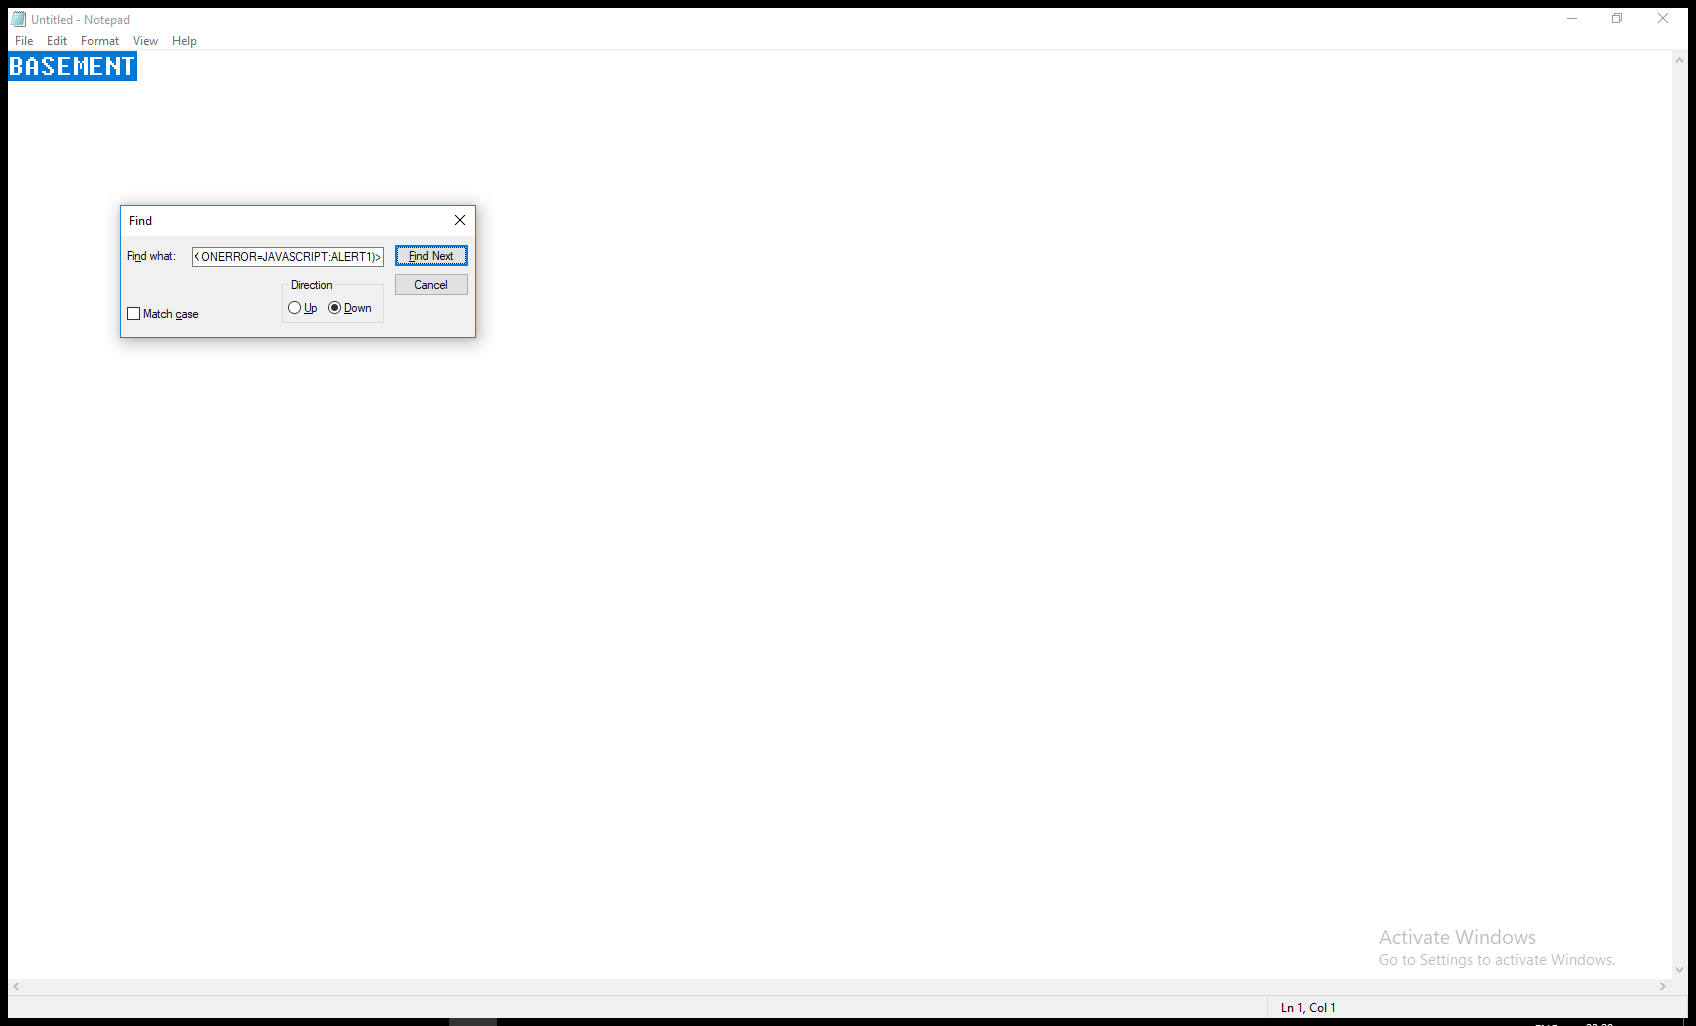 Untitled - Notepad
File Edit Format View Help
BASEMENT
Find
Find what: < ONERROR=JAVASCRIPT:ALERT1)> Find Next
Direction Cancel
Up Down
Match case
Activate Windows
Go to Settings to activate Windows.
Ln 1, Col 1